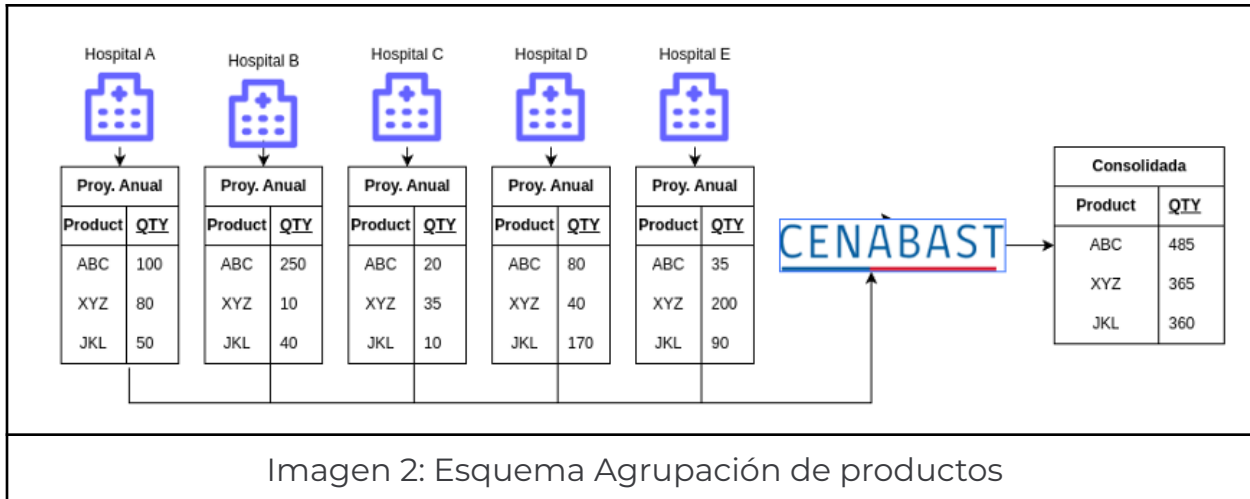 Hospital A
Hospital B
Hospital C
Hospital D
Hospital E
Proy. Anual
Product QTY
ABC 100
XYZ 80
JKL 50
Proy. Anual
Product QTY
ABC 250
XYZ 10
JKL 40
Proy. Anual
Product QTY
ABC 20
XYZ 35
JKL 10
Proy. Anual
Product QTY
ABC 80
XYZ 40
JKL 170
Proy. Anual
Product QTY
ABC 35
XYZ 200
JKL 90
CENABAST
Consolidada
Product QTY
ABC 485
XYZ 365
JKL 360
Imagen 2: Esquema Agrupación de productos